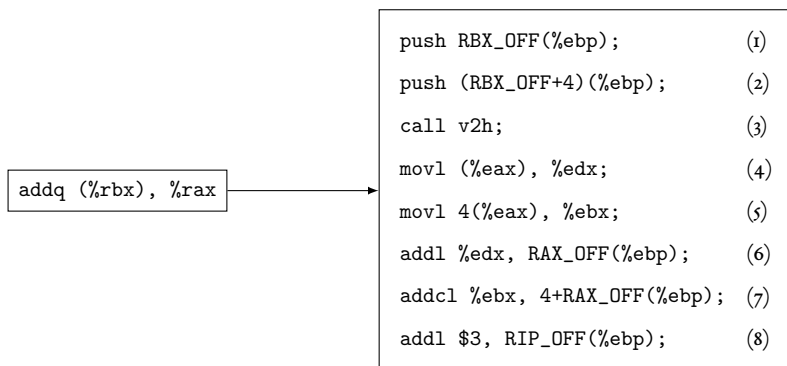 push RBX_OFF(%ebp); (1)
push (RBX_OFF+4)(%ebp); (2)
call v2h; (3)
movl (%eax), %edx; (4)
addq (%rbx), %rax
movl 4(%eax), %ebx; (5)
addl %edx, RAX_OFF(%ebp); (6)
addcl %ebx, 4+RAX_OFF(%ebp); (7)
addl $3, RIP_OFF(%ebp); (8)